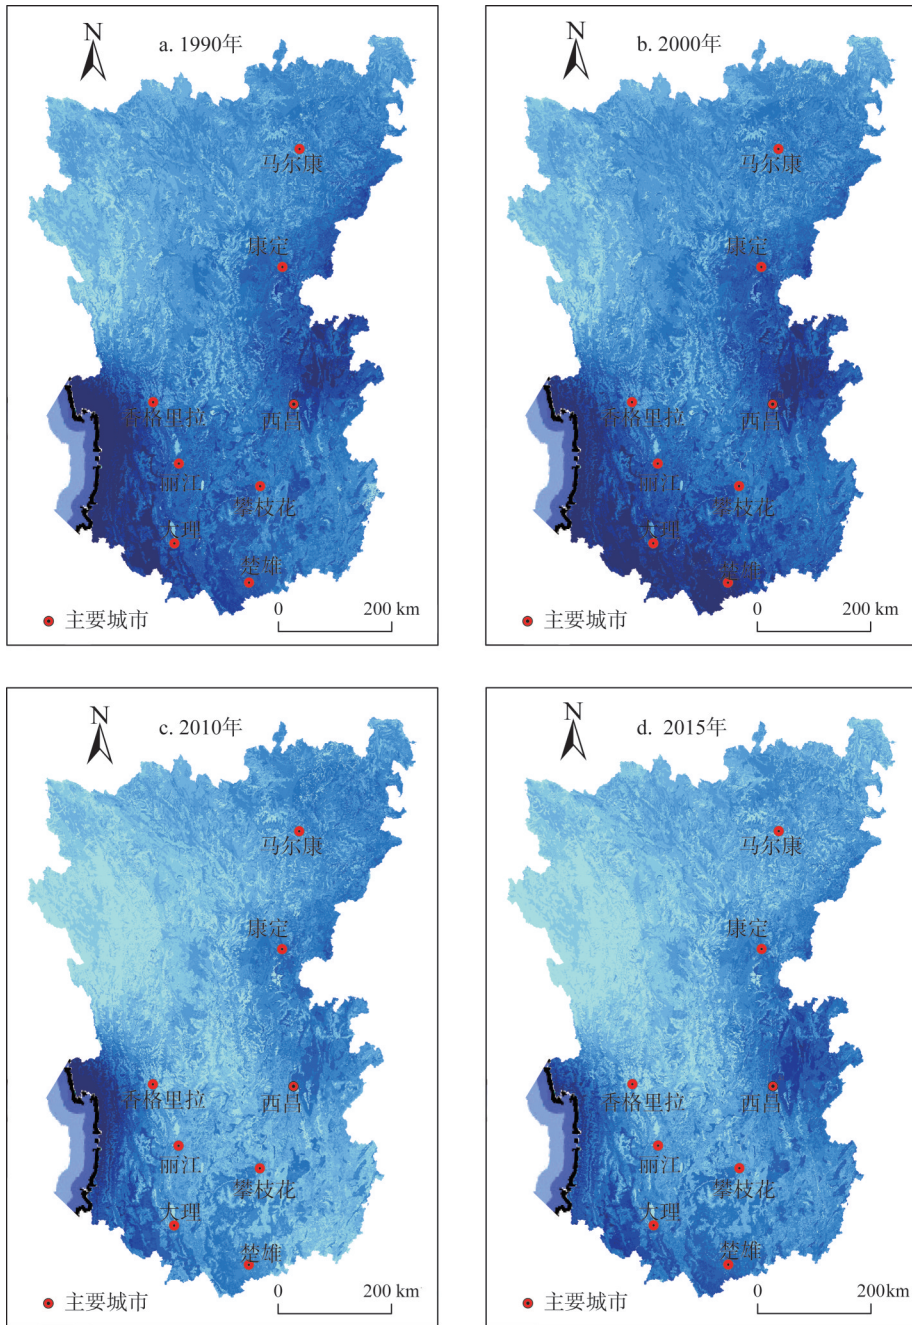 N
a. 1990年
马尔康
康定
香格里拉
西昌
丽江
攀枝花
大理
楚雄
主要城市
0 200 km
N
b. 2000年
马尔康
康定
香格里拉
西昌
丽江
攀枝花
大理
楚雄
主要城市
0 200 km
N
c. 2010年
马尔康
康定
香格里拉
西昌
丽江
攀枝花
大理
楚雄
主要城市
0 200 km
N
d. 2015年
马尔康
康定
香格里拉
西昌
丽江
攀枝花
大理
楚雄
主要城市
0 200km